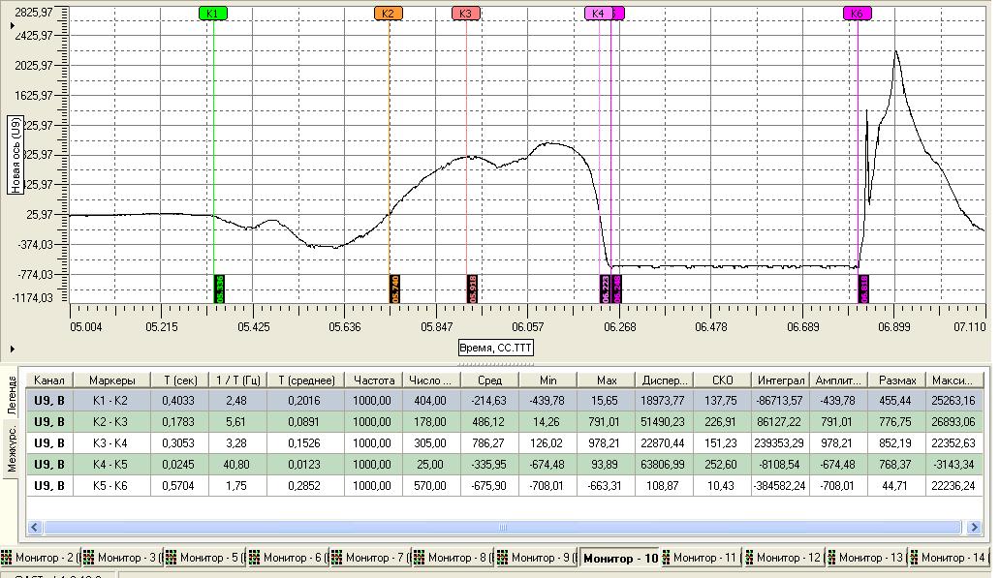 2825,97
K1 K2 K3 K4 K6
2425,97
2025,97
1625,97
Новая ось (U9)
25,97
-374,03
-774,03
-1174,03
05.740 05.918 06.223
05.004 05.215 05.425 05.636 05.847 06.057 06.268 06.478 06.689 06.899 07.110
Время, СС.ТТТ
Легенда
Межкурс.
Канал Маркеры T (сек) 1 / T (Гц) T (среднее) Частота Число ... Сред Min Max Диспер... СКО Интеграл Амплит... Размах Макси...
U9, В K1 - K2 0,4033 2,48 0,2016 1000,00 404,00 -214,63 -439,78 15,65 18973,77 137,75 -86713,57 -439,78 455,44 25263,16
U9, В K2 - K3 0,1783 5,61 0,0891 1000,00 178,00 486,12 14,26 791,01 51490,23 226,91 86127,22 791,01 776,75 26893,06
U9, В K3 - K4 0,3053 3,28 0,1526 1000,00 305,00 786,27 126,02 978,21 22870,44 151,23 239353,29 978,21 852,19 22352,63
U9, В K4 - K5 0,0245 40,80 0,0123 1000,00 25,00 -335,95 -674,48 93,89 63806,99 252,60 -8108,54 -674,48 768,37 -3143,34
U9, В K5 - K6 0,5704 1,75 0,2852 1000,00 570,00 -675,90 -708,01 -663,31 108,87 10,43 -384582,24 -708,01 44,71 22236,24
Монитор - 2 ( Монитор - 3 ( Монитор - 5 ( Монитор - 6 ( Монитор - 7 ( Монитор - 8 ( Монитор - 9 ( Монитор - 10 Монитор - 11 Монитор - 12 Монитор - 13 Монитор - 14